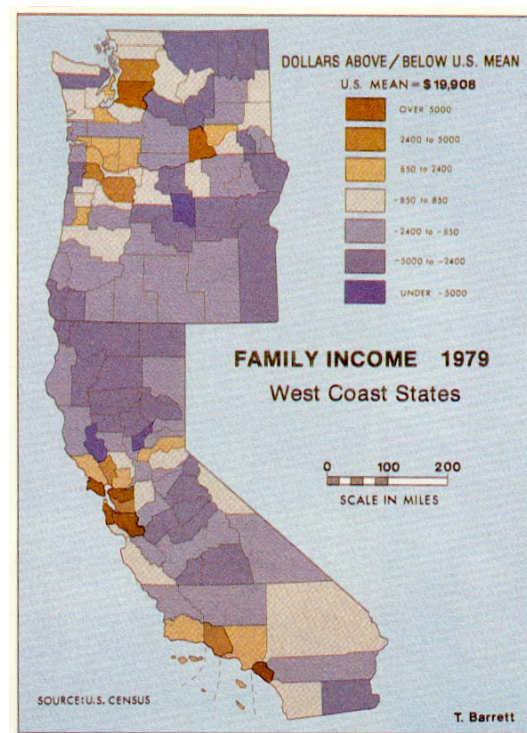 DOLLARS ABOVE/BELOW U.S. MEAN
U.S. MEAN = $19,908
OVER 5000
2400 to 5000
850 to 2400
-850 to 850
-2400 to -850
-5000 to -2400
UNDER -5000
FAMILY INCOME 1979
West Coast States
0 100 200
SCALE IN MILES
SOURCE: U.S. CENSUS
T. Barrett